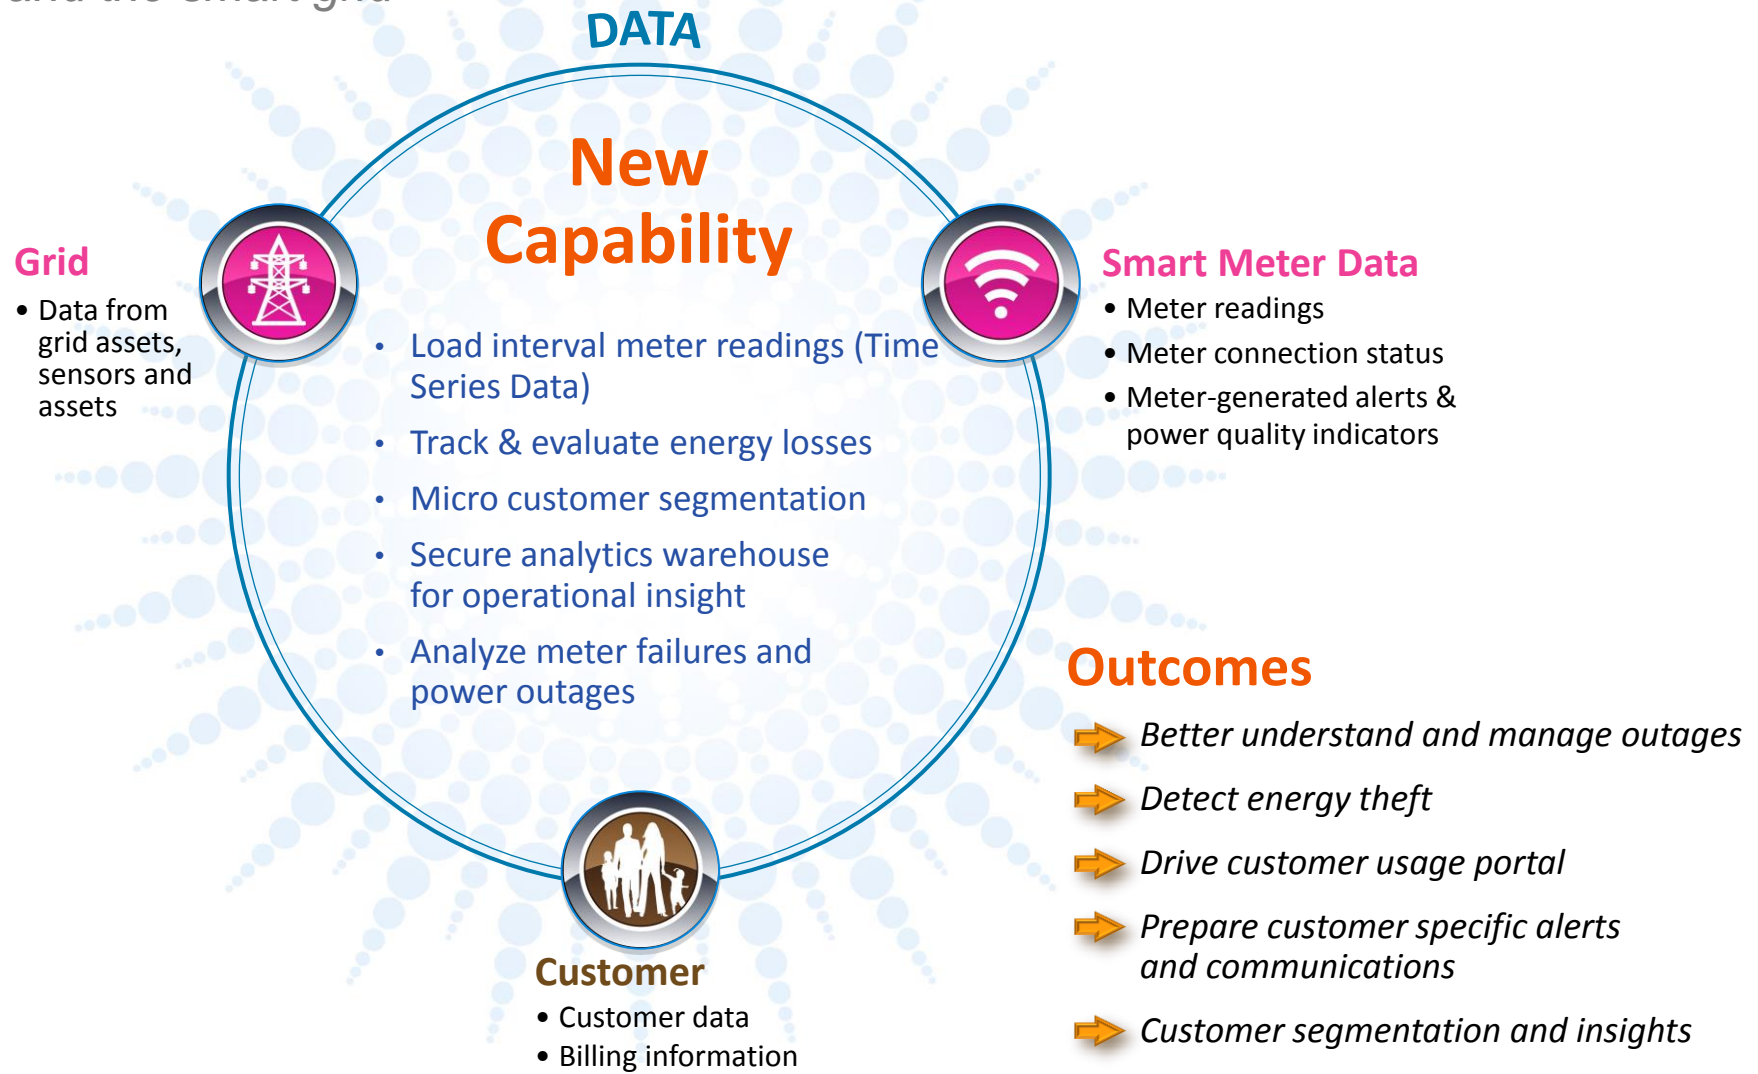 and the smart grid
DATA
New
Capability
• Load interval meter readings (Time
Series Data)
• Track & evaluate energy losses
• Micro customer segmentation
• Secure analytics warehouse
for operational insight
• Analyze meter failures and
power outages
Grid
• Data from
grid assets,
sensors and
assets
Smart Meter Data
• Meter readings
• Meter connection status
• Meter-generated alerts &
power quality indicators
Customer
• Customer data
• Billing information
Outcomes
Better understand and manage outages
Detect energy theft
Drive customer usage portal
Prepare customer specific alerts
and communications
Customer segmentation and insights